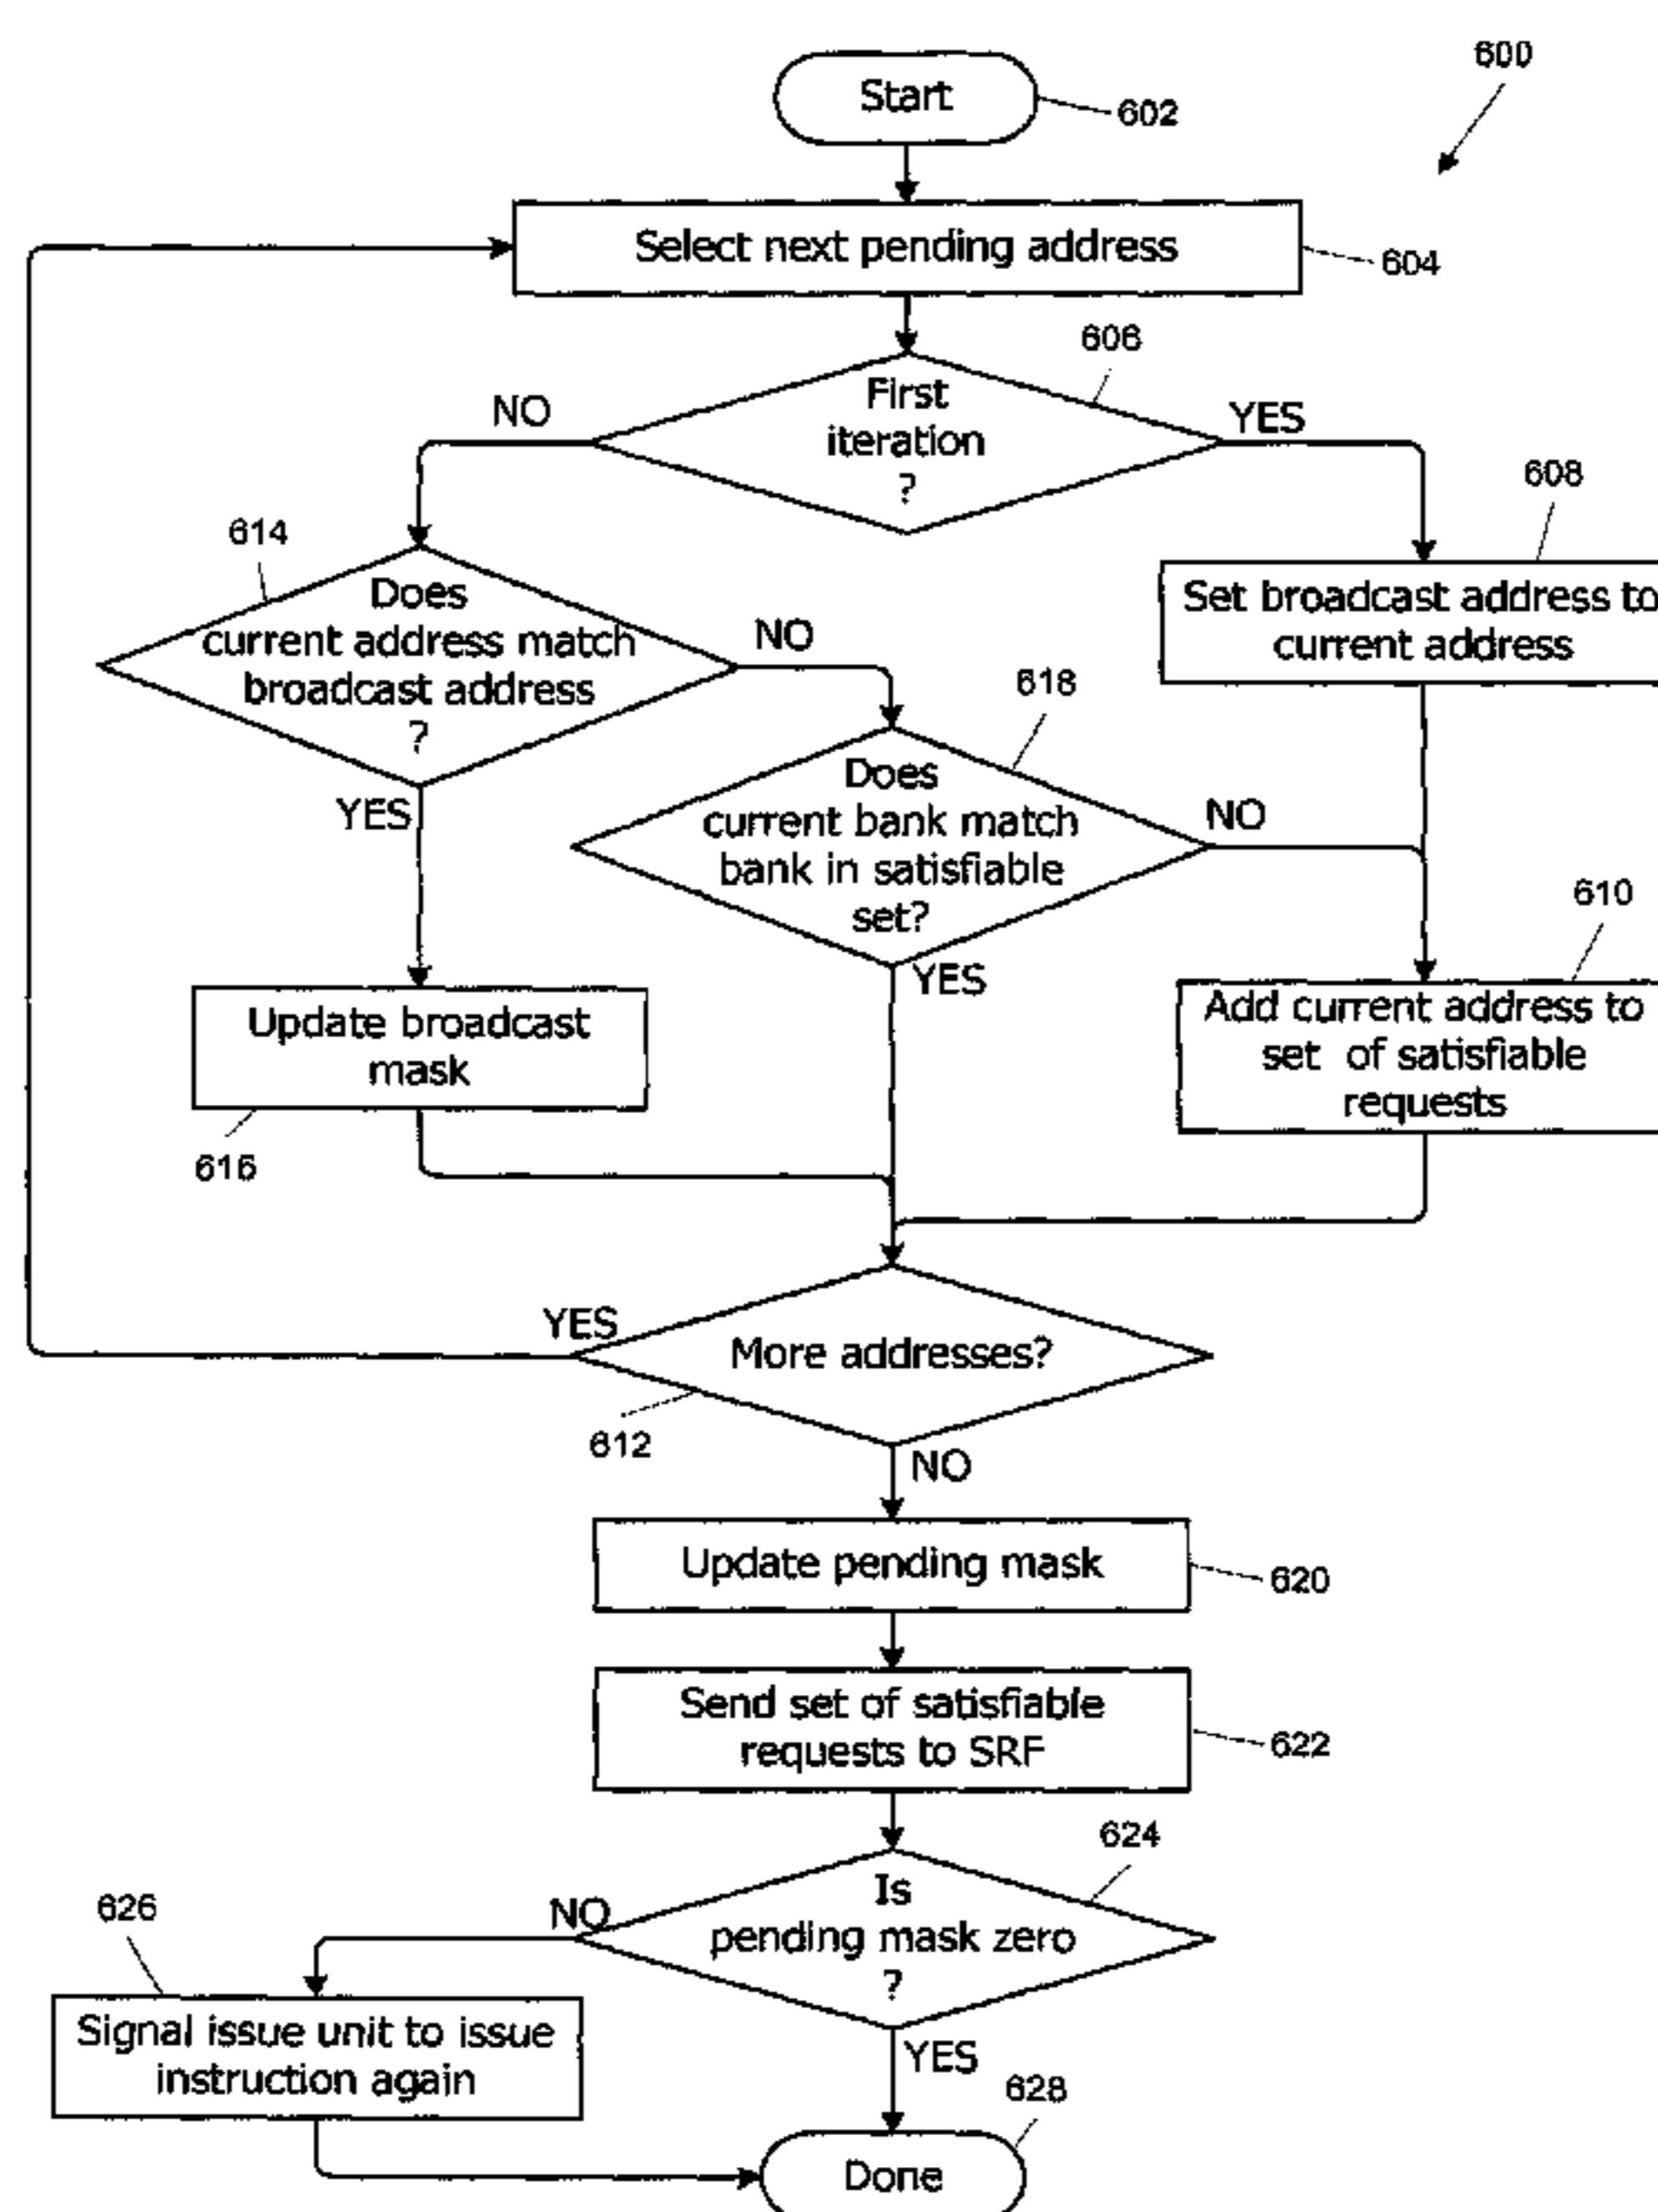 600
Start
602
Select next pending address
604
606
First
iteration
?
NO
YES
608
Set broadcast address to
current address
614
Does
current address match
broadcast address
?
NO
YES
618
Does
current bank match
bank in satisfiable
set?
NO
YES
610
Add current address to
set of satisfiable
requests
Update broadcast
mask
616
More addresses?
YES
612
NO
Update pending mask
620
Send set of satisfiable
requests to SRF
622
624
Is
pending mask zero
?
NO
626
Signal issue unit to issue
instruction again
YES
628
Done